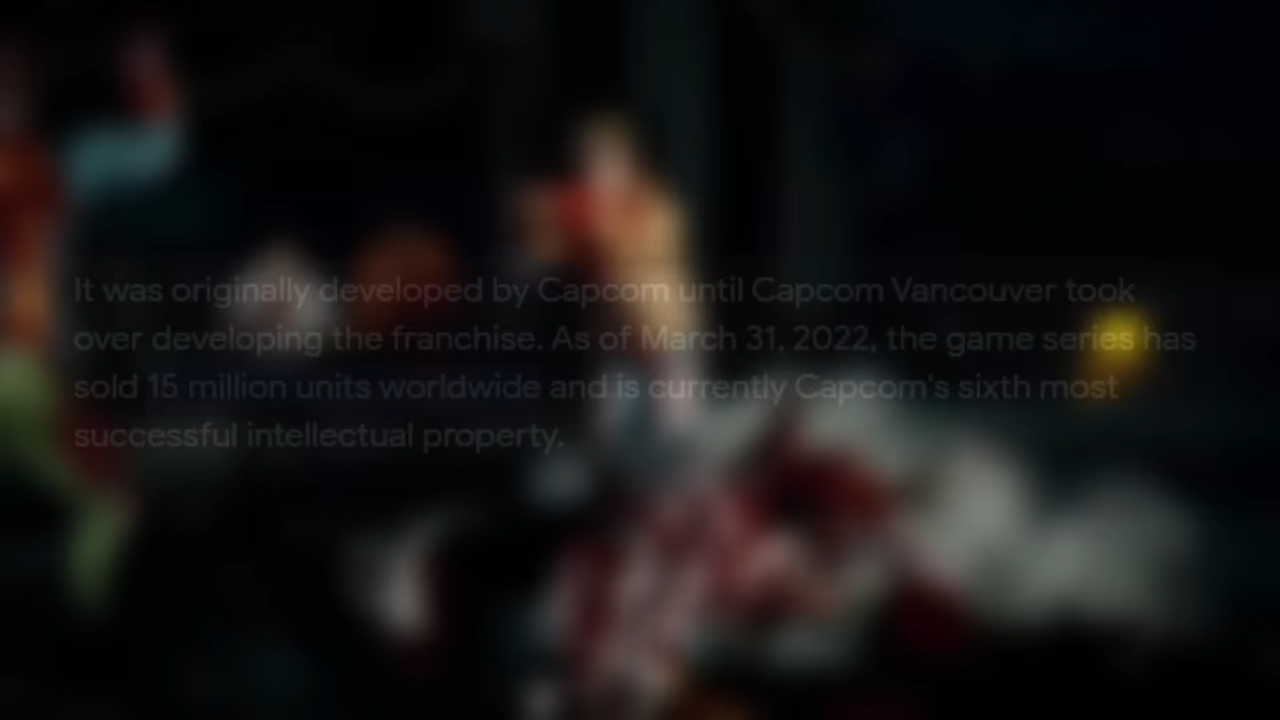 It was originally developed by Capcom until Capcom Vancouver took
over developing the franchise. As of March 31, 2022, the game series has
sold 15 million units worldwide and is currently Capcom's sixth most
successful intellectual property.